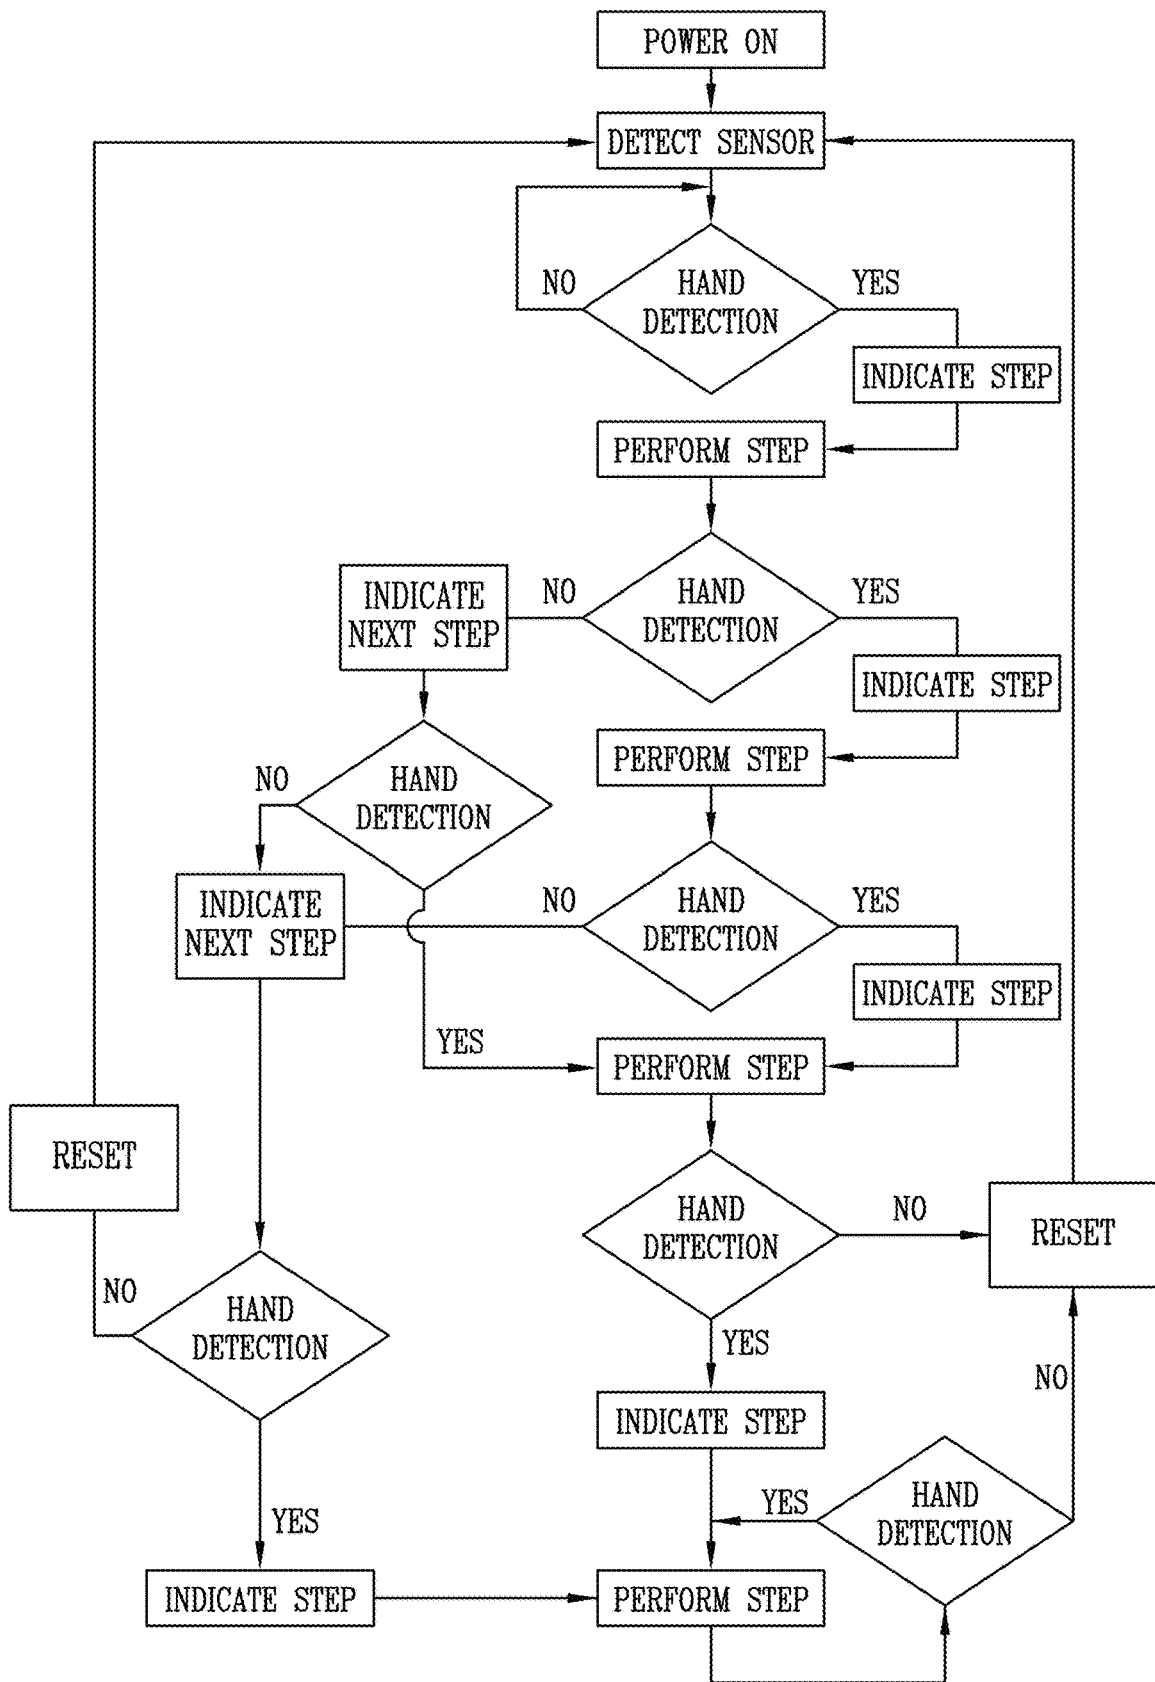 POWER ON
DETECT SENSOR
NO
HAND
DETECTION
YES
INDICATE STEP
PERFORM STEP
INDICATE
NEXT STEP
NO
HAND
DETECTION
YES
INDICATE STEP
PERFORM STEP
NO
HAND
DETECTION
INDICATE
NEXT STEP
NO
HAND
DETECTION
YES
INDICATE STEP
YES
PERFORM STEP
RESET
HAND
DETECTION
NO
RESET
NO
HAND
DETECTION
YES
NO
INDICATE STEP
YES
HAND
DETECTION
YES
INDICATE STEP
PERFORM STEP